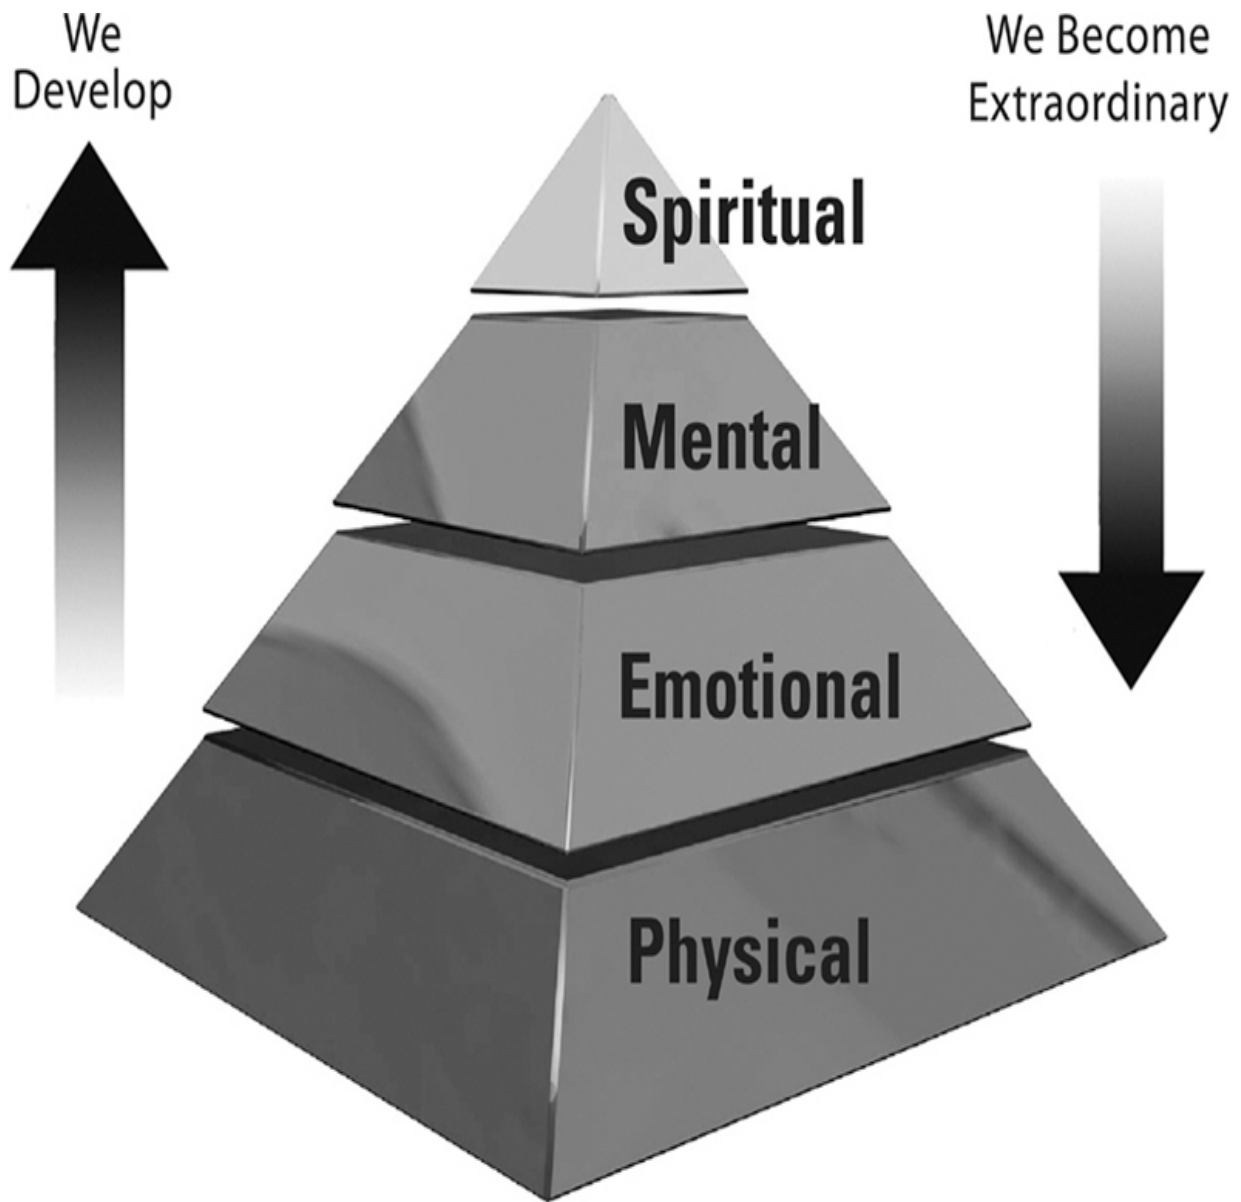 We
Develop
We Become
Extraordinary
Spiritual
Mental
Emotional
Physical